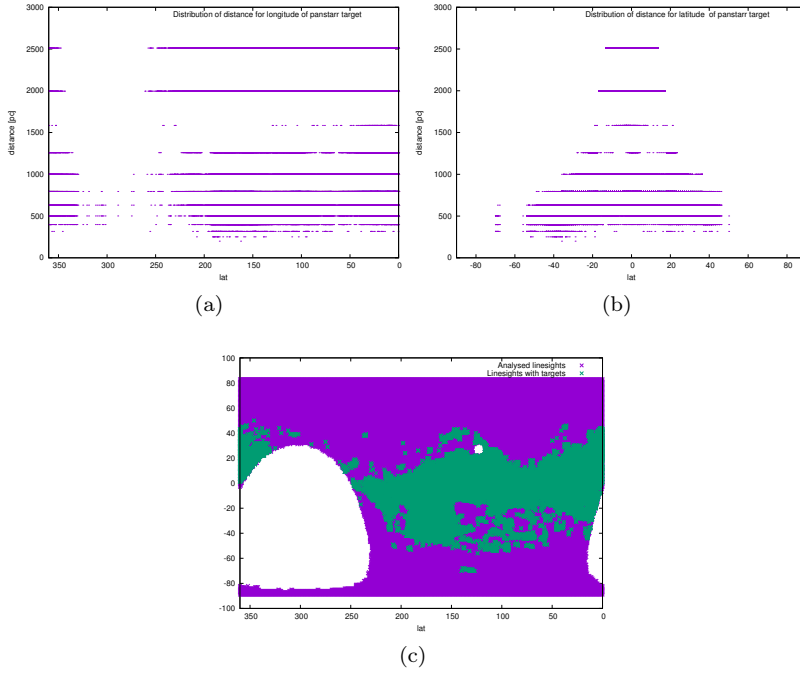 Distribution of distance for longitude of panstarr target
distance [pc]
3000
2500
2000
1500
1000
500
0
350 300 250 200 150 100 50 0
lat
(a)
Distribution of distance for latitude of panstarr target
distance [pc]
3000
2500
2000
1500
1000
500
0
-80 -60 -40 -20 0 20 40 60 80
lat
(b)
Analysed linesights
Linesights with targets
100
80
60
40
20
0
-20
-40
-60
-80
-100
350 300 250 200 150 100 50 0
lat
(c)